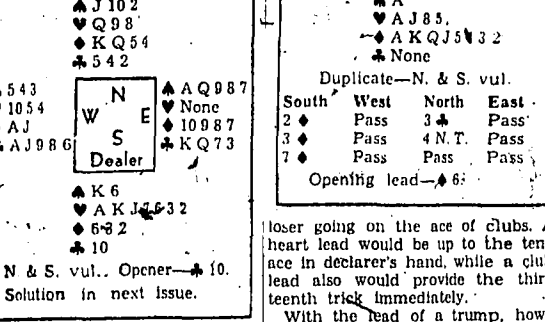 ♠ J 10 2
♥ Q 9 8
♦ K Q 5 4
♣ 5 4 2
5 4 3
10 5 4
A J
A J 9 8 6
N
W E
S
Dealer
♠ A Q 9 8 7
♥ None
♦ 10 9 8 7
♣ K Q 7 3
♠ K 6
♥ A K J 7 6 3 2
♦ 6 3 2
♣ 10
N. & S. vul.. Opener—♣ 10.
Solution in next issue.
♠ A
♥ A J 8 5.
♦ A K Q J 5 3 2
♣ None
Duplicate—N. & S. vul.
South West North East
2 ♦ Pass 3 ♣ Pass
3 ♦ Pass 4 N. T. Pass
7 ♦ Pass Pass Pass
Opening lead—♠ 6.
loser going on the ace of clubs.
heart lead would be up to the ten
ace in declarer's hand, while a
lead also would provide the thir
teenth trick immediately.
With the lead of a trump, how